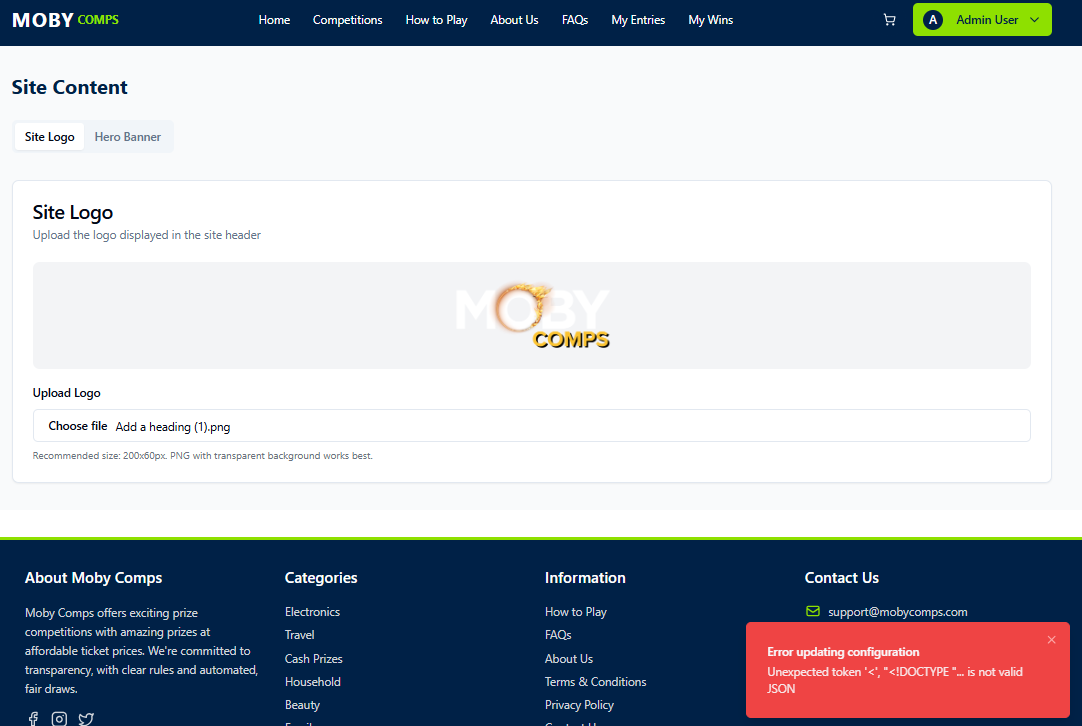 MOBY COMPS Home Competitions How to Play About Us FAQs My Entries My Wins A Admin User
Site Content
Site Logo Hero Banner
Site Logo
Upload the logo displayed in the site header
MOBY
COMPS
Upload Logo
Choose file Add a heading (1).png
Recommended size: 200x60px. PNG with transparent background works best.
About Moby Comps
Moby Comps offers exciting prize
competitions with amazing prizes at
affordable ticket prices. We're committed to
transparency, with clear rules and automated,
fair draws.
Categories
Electronics
Travel
Cash Prizes
Household
Beauty
Information
How to Play
FAQs
About Us
Terms & Conditions
Privacy Policy
Contact Us
support@mobycomps.com
Error updating configuration
Unexpected token '<', "<!DOCTYPE "... is not valid
JSON